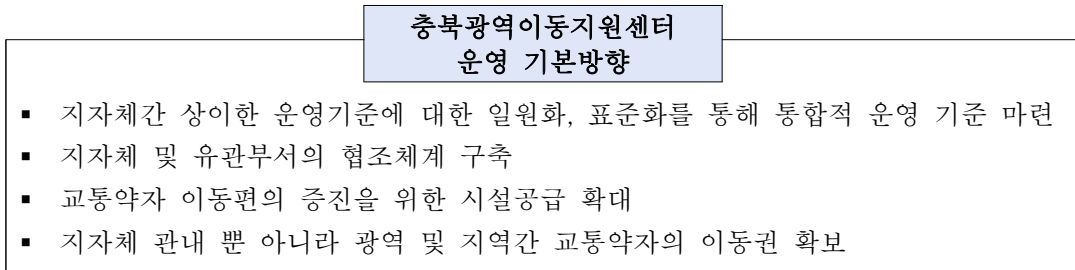 충북광역이동지원센터
운영 기본방향
▪ 지자체간 상이한 운영기준에 대한 일원화, 표준화를 통해 통합적 운영 기준 마련
▪ 지자체 및 유관부서의 협조체계 구축
▪ 교통약자 이동편의 증진을 위한 시설공급 확대
▪ 지자체 관내 뿐 아니라 광역 및 지역간 교통약자의 이동권 확보